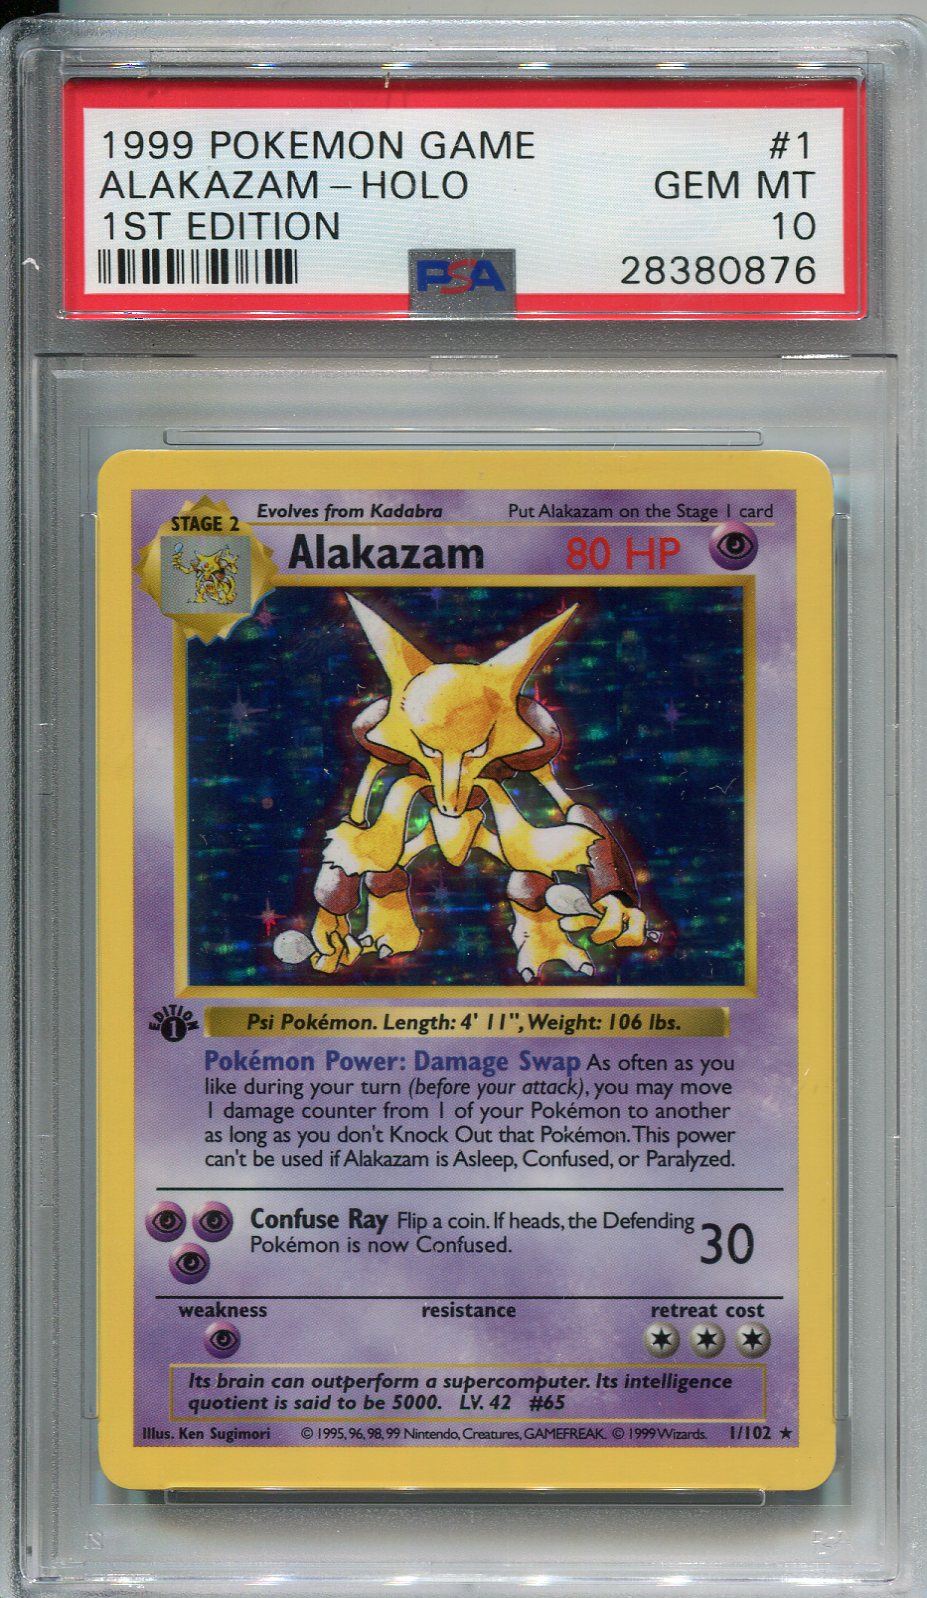 1999 POKEMON GAME #1
ALAKAZAM-HOLO GEM MT
1ST EDITION 10
PSA 28380876
Evolves from Kadabra Put Alakazam on the Stage 1 card
STAGE 2
Alakazam 80 HP
EDITION 1
Psi Pokémon. Length: 4' 11", Weight: 106 lbs.
Pokémon Power: Damage Swap As often as you
like during your turn (before your attack), you may move
1 damage counter from 1 of your Pokémon to another
as long as you don't Knock Out that Pokémon. This power
can't be used if Alakazam is Asleep, Confused, or Paralyzed.
Confuse Ray Flip a coin. If heads, the Defending
Pokémon is now Confused.
30
weakness resistance retreat cost
Its brain can outperform a supercomputer. Its intelligence
quotient is said to be 5000. LV. 42 #65
Illus. Ken Sugimori © 1995, 96, 98, 99 Nintendo, Creatures, GAMEFREAK. © 1999 Wizards. 1/102 ★